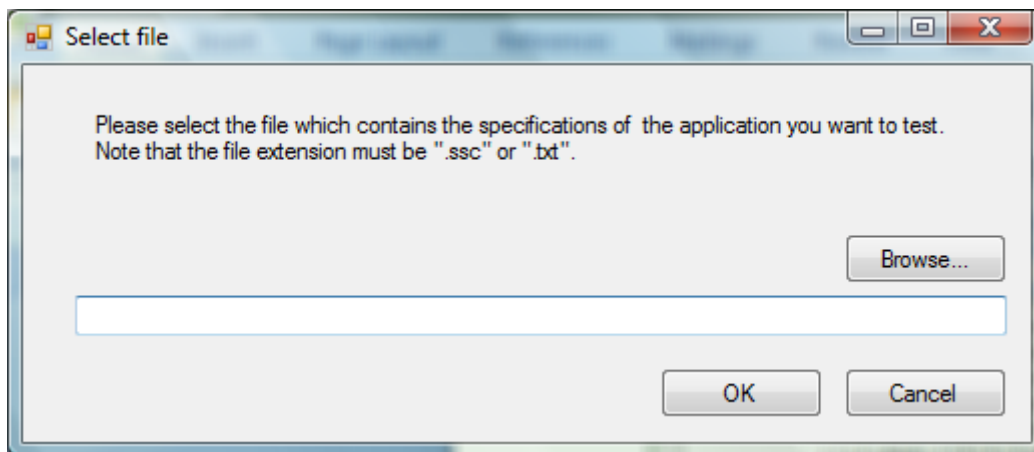 Select file
Please select the file which contains the specifications of the application you want to test.
Note that the file extension must be ".ssc" or ".txt".
Browse...
OK
Cancel